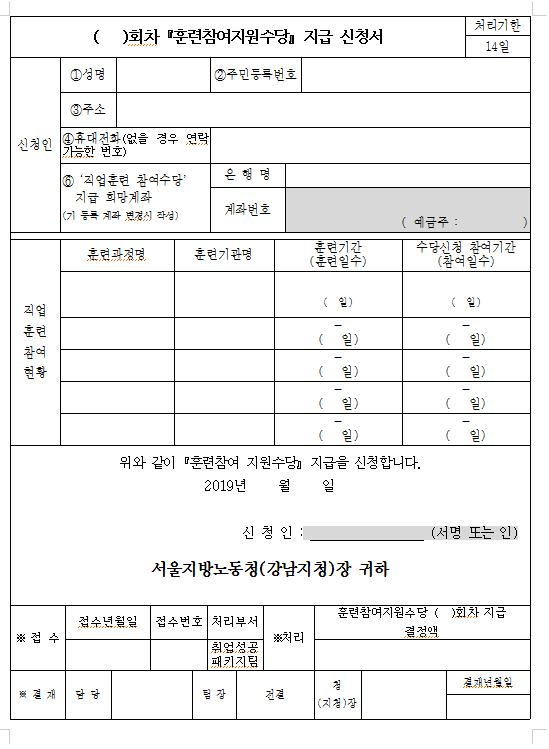 (    )회차『훈련참여지원수당』지급 신청서
처리기한
14일
신청인
①성명
②주민등록번호
③주소
④휴대전화(없을 경우 연락
가능한 번호)
⑥ ‘직업훈련 참여수당’
지급 희망계좌
(기 등록 계좌 변경시 작성)
은 행 명
계좌번호
( 예금주 :          )
직업
훈련
참여
현황
훈련과정명
훈련기관명
훈련기간
(훈련일수)
수당신청 참여기간
(참여일수)
(   일)
(   일)
–
(   일)
–
(   일)
–
(   일)
–
(   일)
–
(   일)
–
(   일)
–
(   일)
–
(   일)
위와 같이『훈련참여 지원수당』지급을 신청합니다.
2019년    월    일
신 청 인 :                (서명 또는 인)
서울지방노동청(강남지청)장 귀하
※ 접 수
접수년월일
접수번호
처리부서
취업성공
패키지팀
※처리
훈련참여지원수당 (   )회차 지급
결정액
※ 결 재
담 당
팀 장
전결
청
(지청)장
결재년월일